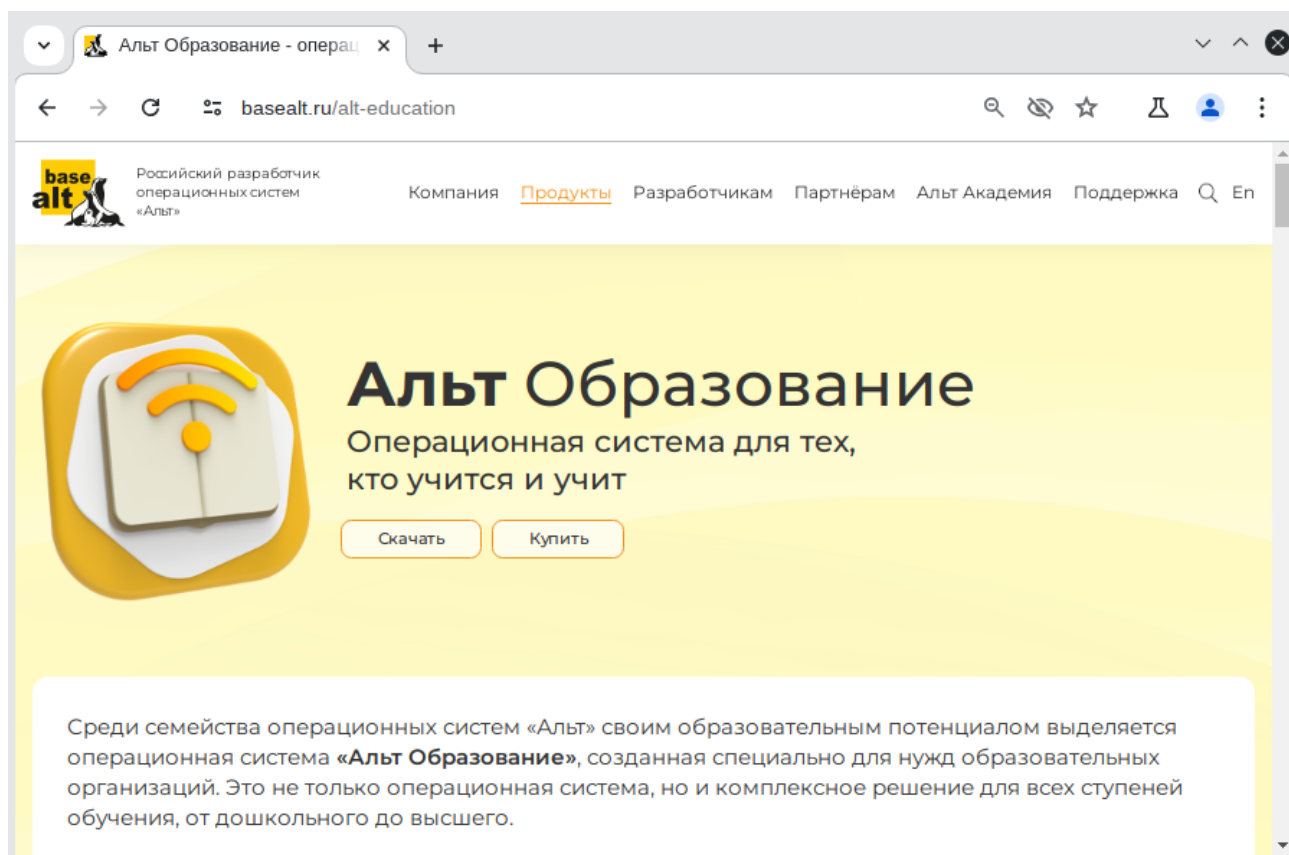 Альт Образование - операц
basealt.ru/alt-education
base
alt
Российский разработчик
операционных систем
«Альт»
Компания Продукты Разработчикам Партнёрам Альт Академия Поддержка En
Альт Образование
Операционная система для тех,
кто учится и учит
Скачать Купить
Среди семейства операционных систем «Альт» своим образовательным потенциалом выделяется
операционная система «Альт Образование», созданная специально для нужд образовательных
организаций. Это не только операционная система, но и комплексное решение для всех ступеней
обучения, от дошкольного до высшего.